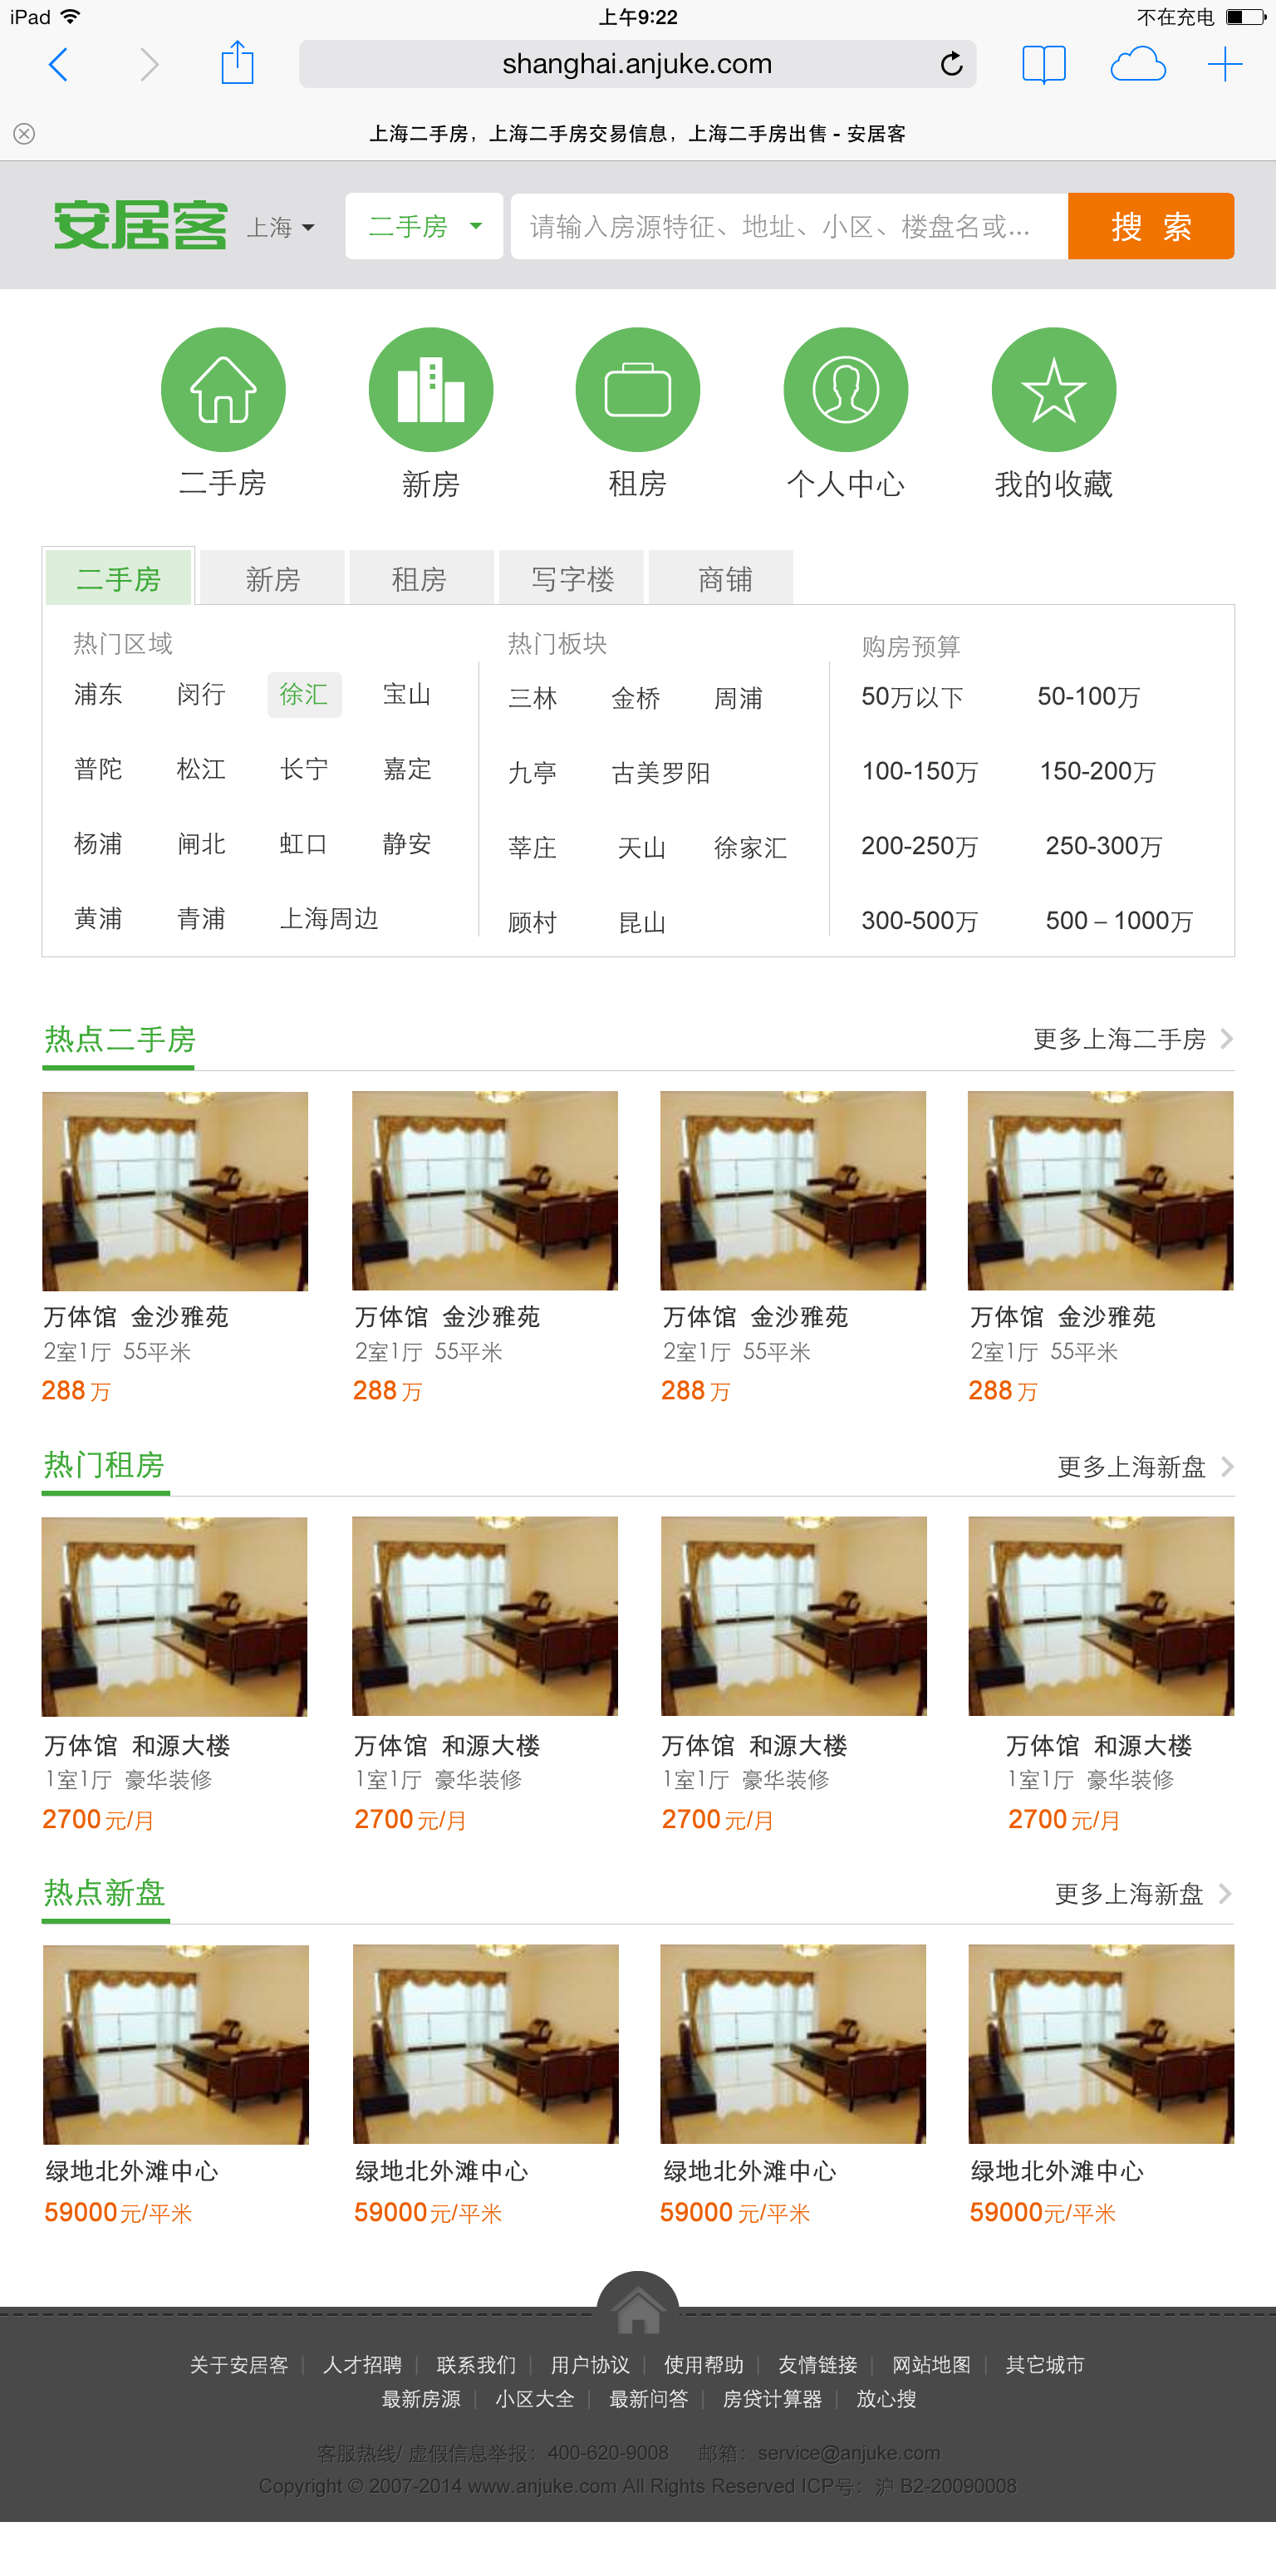 iPad 上午9:22 不在充电
shanghai.anjuke.com
上海二手房，上海二手房交易信息，上海二手房出售 - 安居客
安居客 上海 二手房 请输入房源特征、地址、小区、楼盘名或... 搜 索
二手房 新房 租房 个人中心 我的收藏
二手房 新房 租房 写字楼 商铺
热门区域 热门板块 购房预算
浦东 闵行 徐汇 宝山 三林 金桥 周浦 50万以下 50-100万
普陀 松江 长宁 嘉定 九亭 古美罗阳 100-150万 150-200万
杨浦 闸北 虹口 静安 莘庄 天山 徐家汇 200-250万 250-300万
黄浦 青浦 上海周边 顾村 昆山 300-500万 500 – 1000万
热点二手房 更多上海二手房
万体馆 金沙雅苑 万体馆 金沙雅苑 万体馆 金沙雅苑 万体馆 金沙雅苑
2室1厅 55平米 2室1厅 55平米 2室1厅 55平米 2室1厅 55平米
288 万 288 万 288 万 288 万
热门租房 更多上海新盘
万体馆 和源大楼 万体馆 和源大楼 万体馆 和源大楼 万体馆 和源大楼
1室1厅 豪华装修 1室1厅 豪华装修 1室1厅 豪华装修 1室1厅 豪华装修
2700 元/月 2700 元/月 2700 元/月 2700 元/月
热点新盘 更多上海新盘
绿地北外滩中心 绿地北外滩中心 绿地北外滩中心 绿地北外滩中心
59000元/平米 59000元/平米 59000 元/平米 59000元/平米
关于安居客 | 人才招聘 | 联系我们 | 用户协议 | 使用帮助 | 友情链接 | 网站地图 | 其它城市
最新房源 | 小区大全 | 最新问答 | 房贷计算器 | 放心搜
客服热线/ 虚假信息举报：400-620-9008 邮箱：service@anjuke.com
Copyright © 2007-2014 www.anjuke.com All Rights Reserved ICP号：沪 B2-20090008